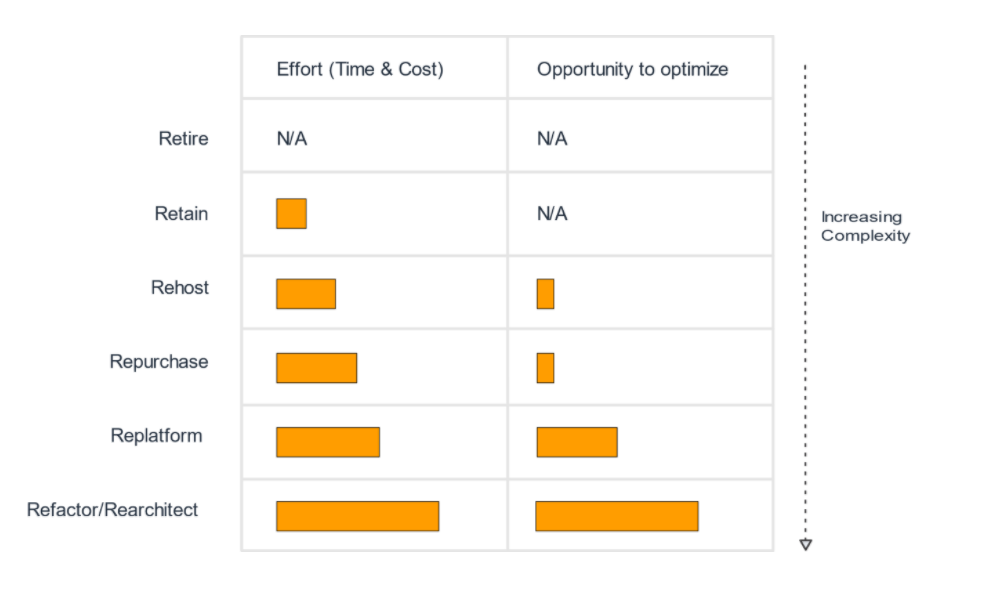 Effort (Time & Cost)
Opportunity to optimize
Retire
N/A
N/A
Retain
N/A
Increasing
Complexity
Rehost
Repurchase
Replatform
Refactor/Rearchitect